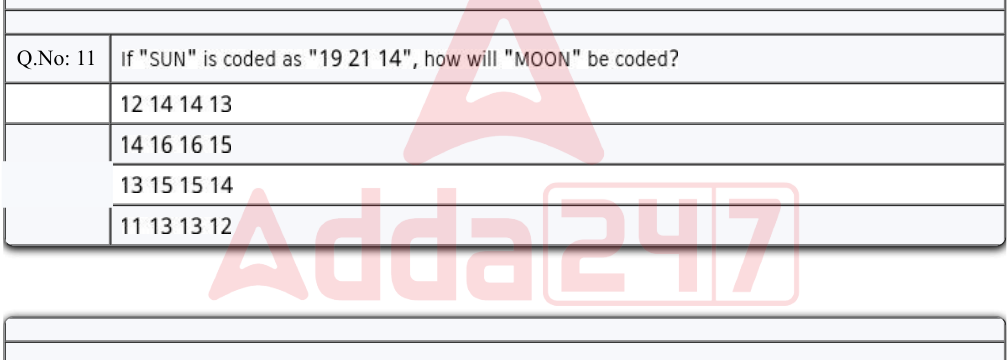 Q.No: 11 If "SUN" is coded as "19 21 14", how will "MOON" be coded?
12 14 14 13
14 16 16 15
13 15 15 14
11 13 13 12
Adda247